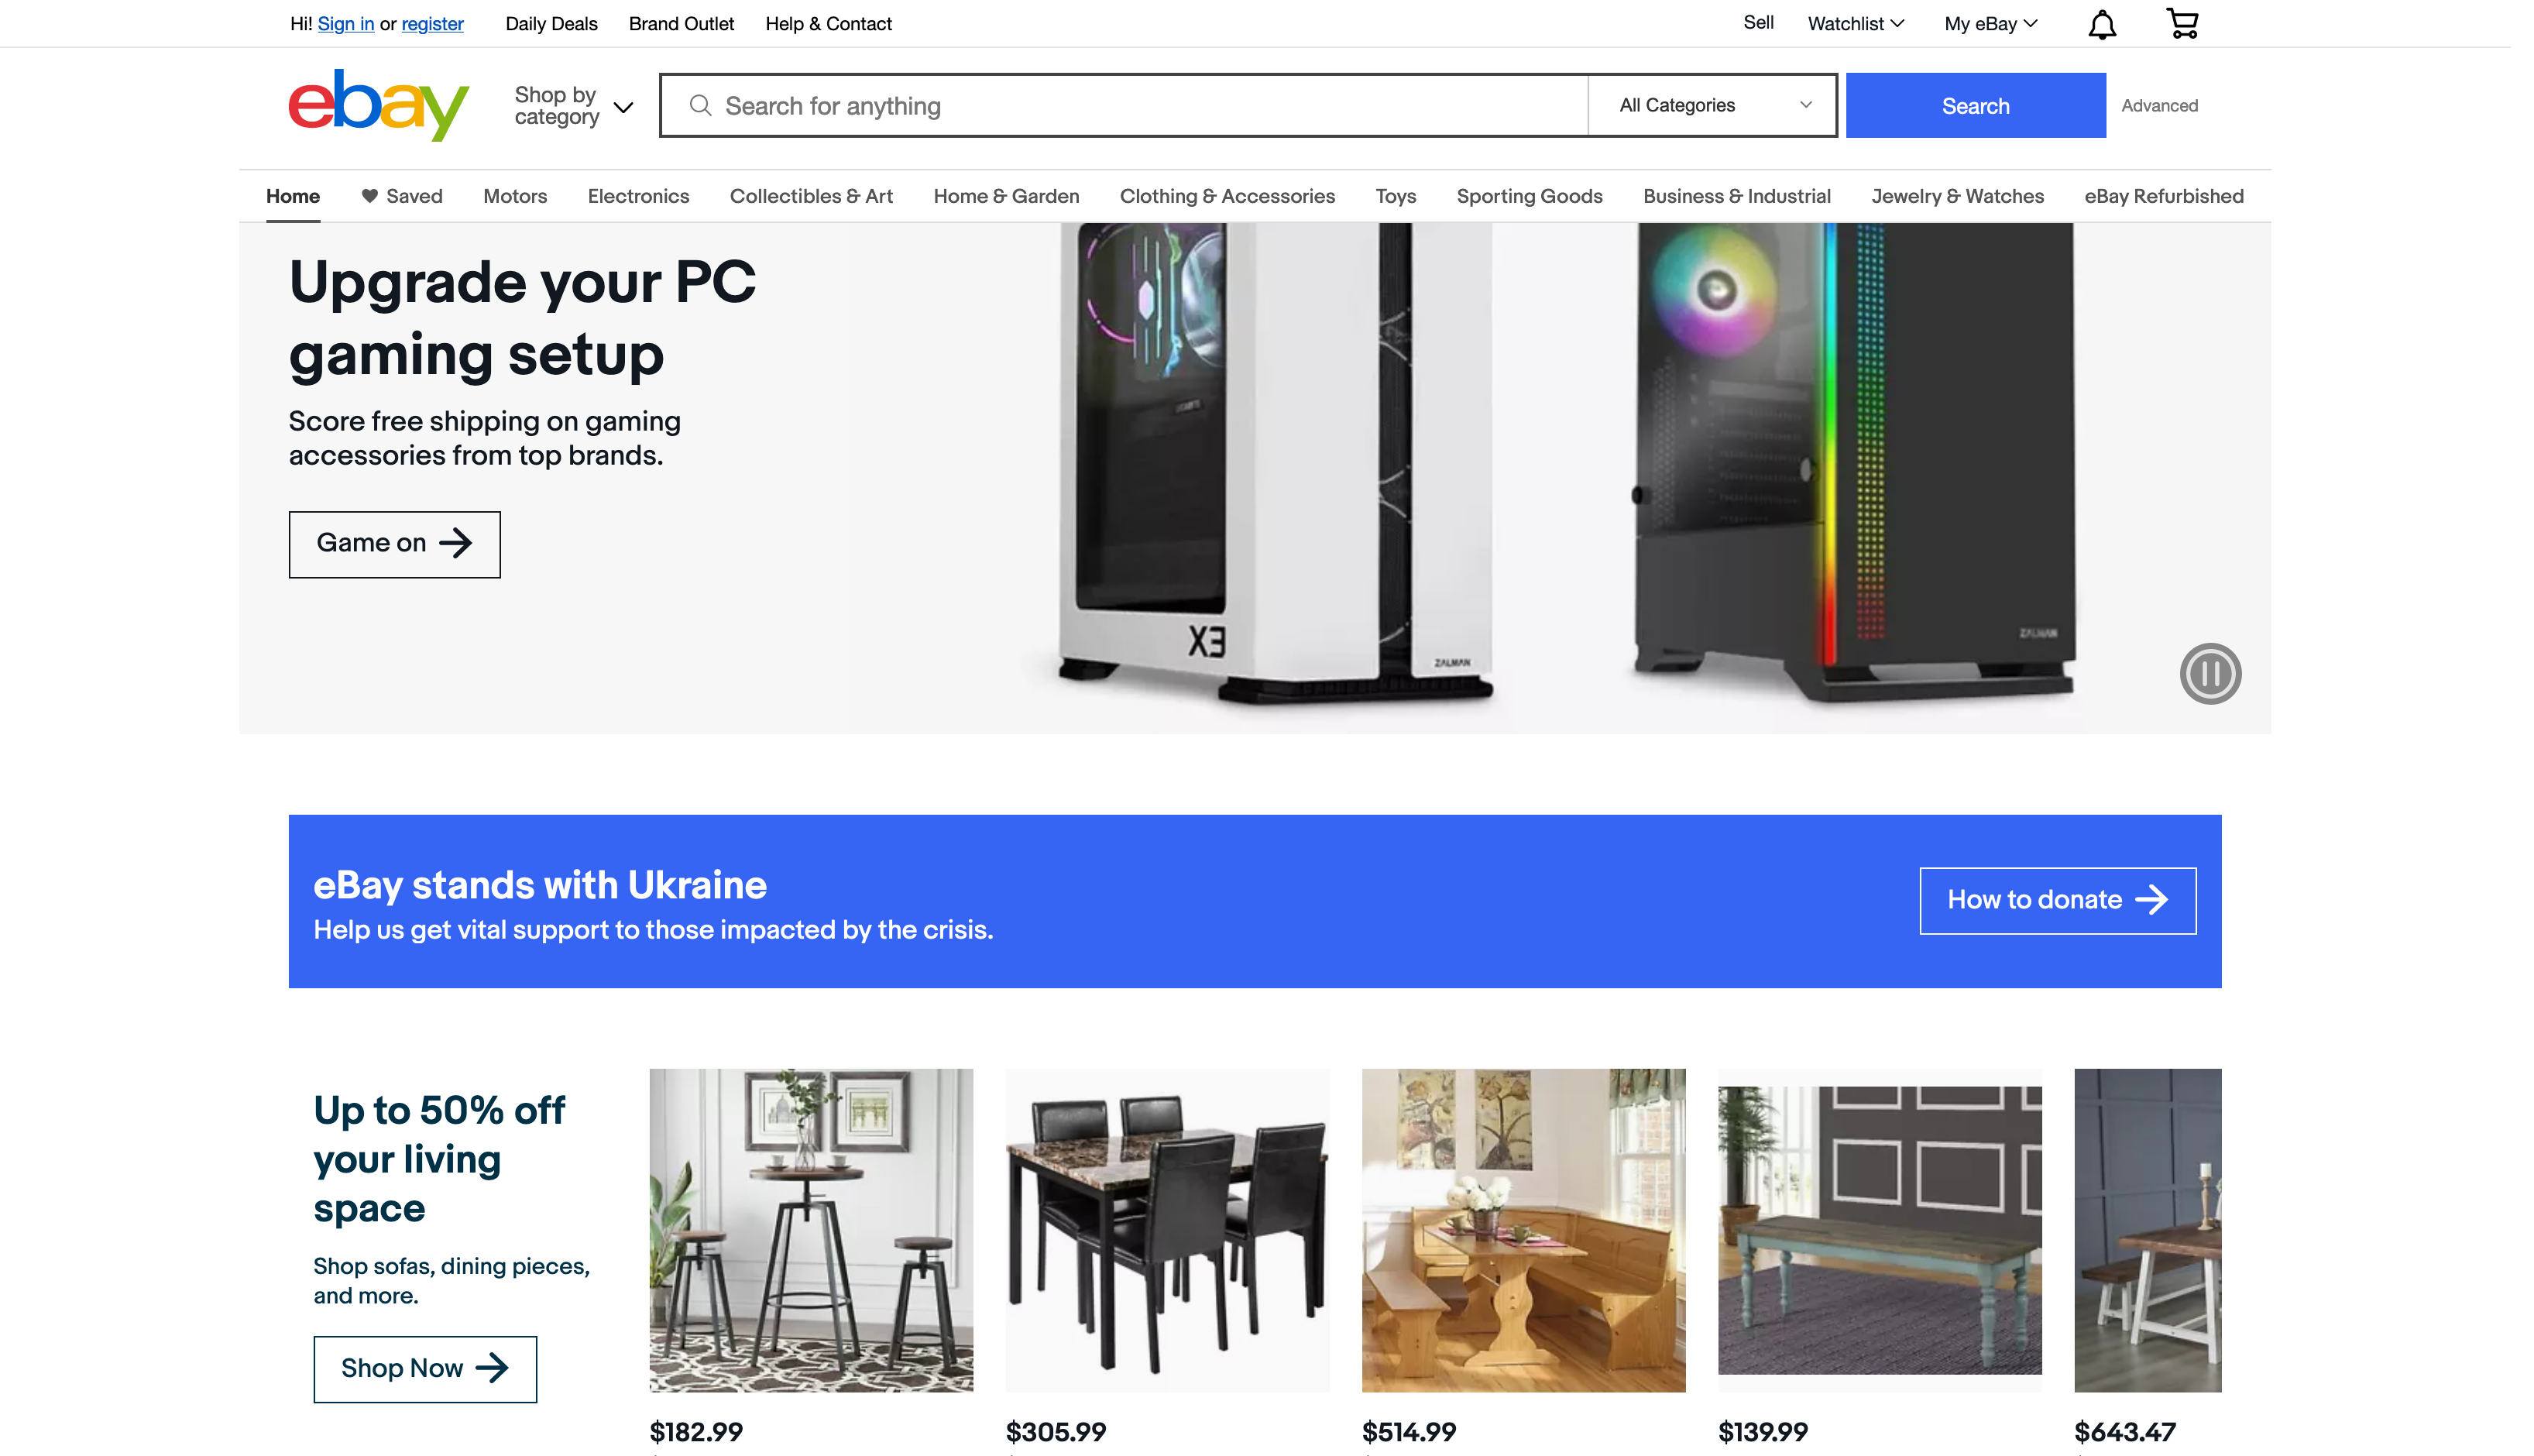 Hi! Sign in or register Daily Deals Brand Outlet Help & Contact Sell Watchlist My eBay
ebay
Shop by
category
Search for anything
All Categories
Search
Advanced
Home Saved Motors Electronics Collectibles & Art Home & Garden Clothing & Accessories Toys Sporting Goods Business & Industrial Jewelry & Watches eBay Refurbished
Upgrade your PC
gaming setup
Score free shipping on gaming
accessories from top brands.
Game on
X3
ZALMAN
ZALMAN
eBay stands with Ukraine
Help us get vital support to those impacted by the crisis.
How to donate
Up to 50% off
your living
space
Shop sofas, dining pieces,
and more.
Shop Now
$182.99 $305.99 $514.99 $139.99 $643.47